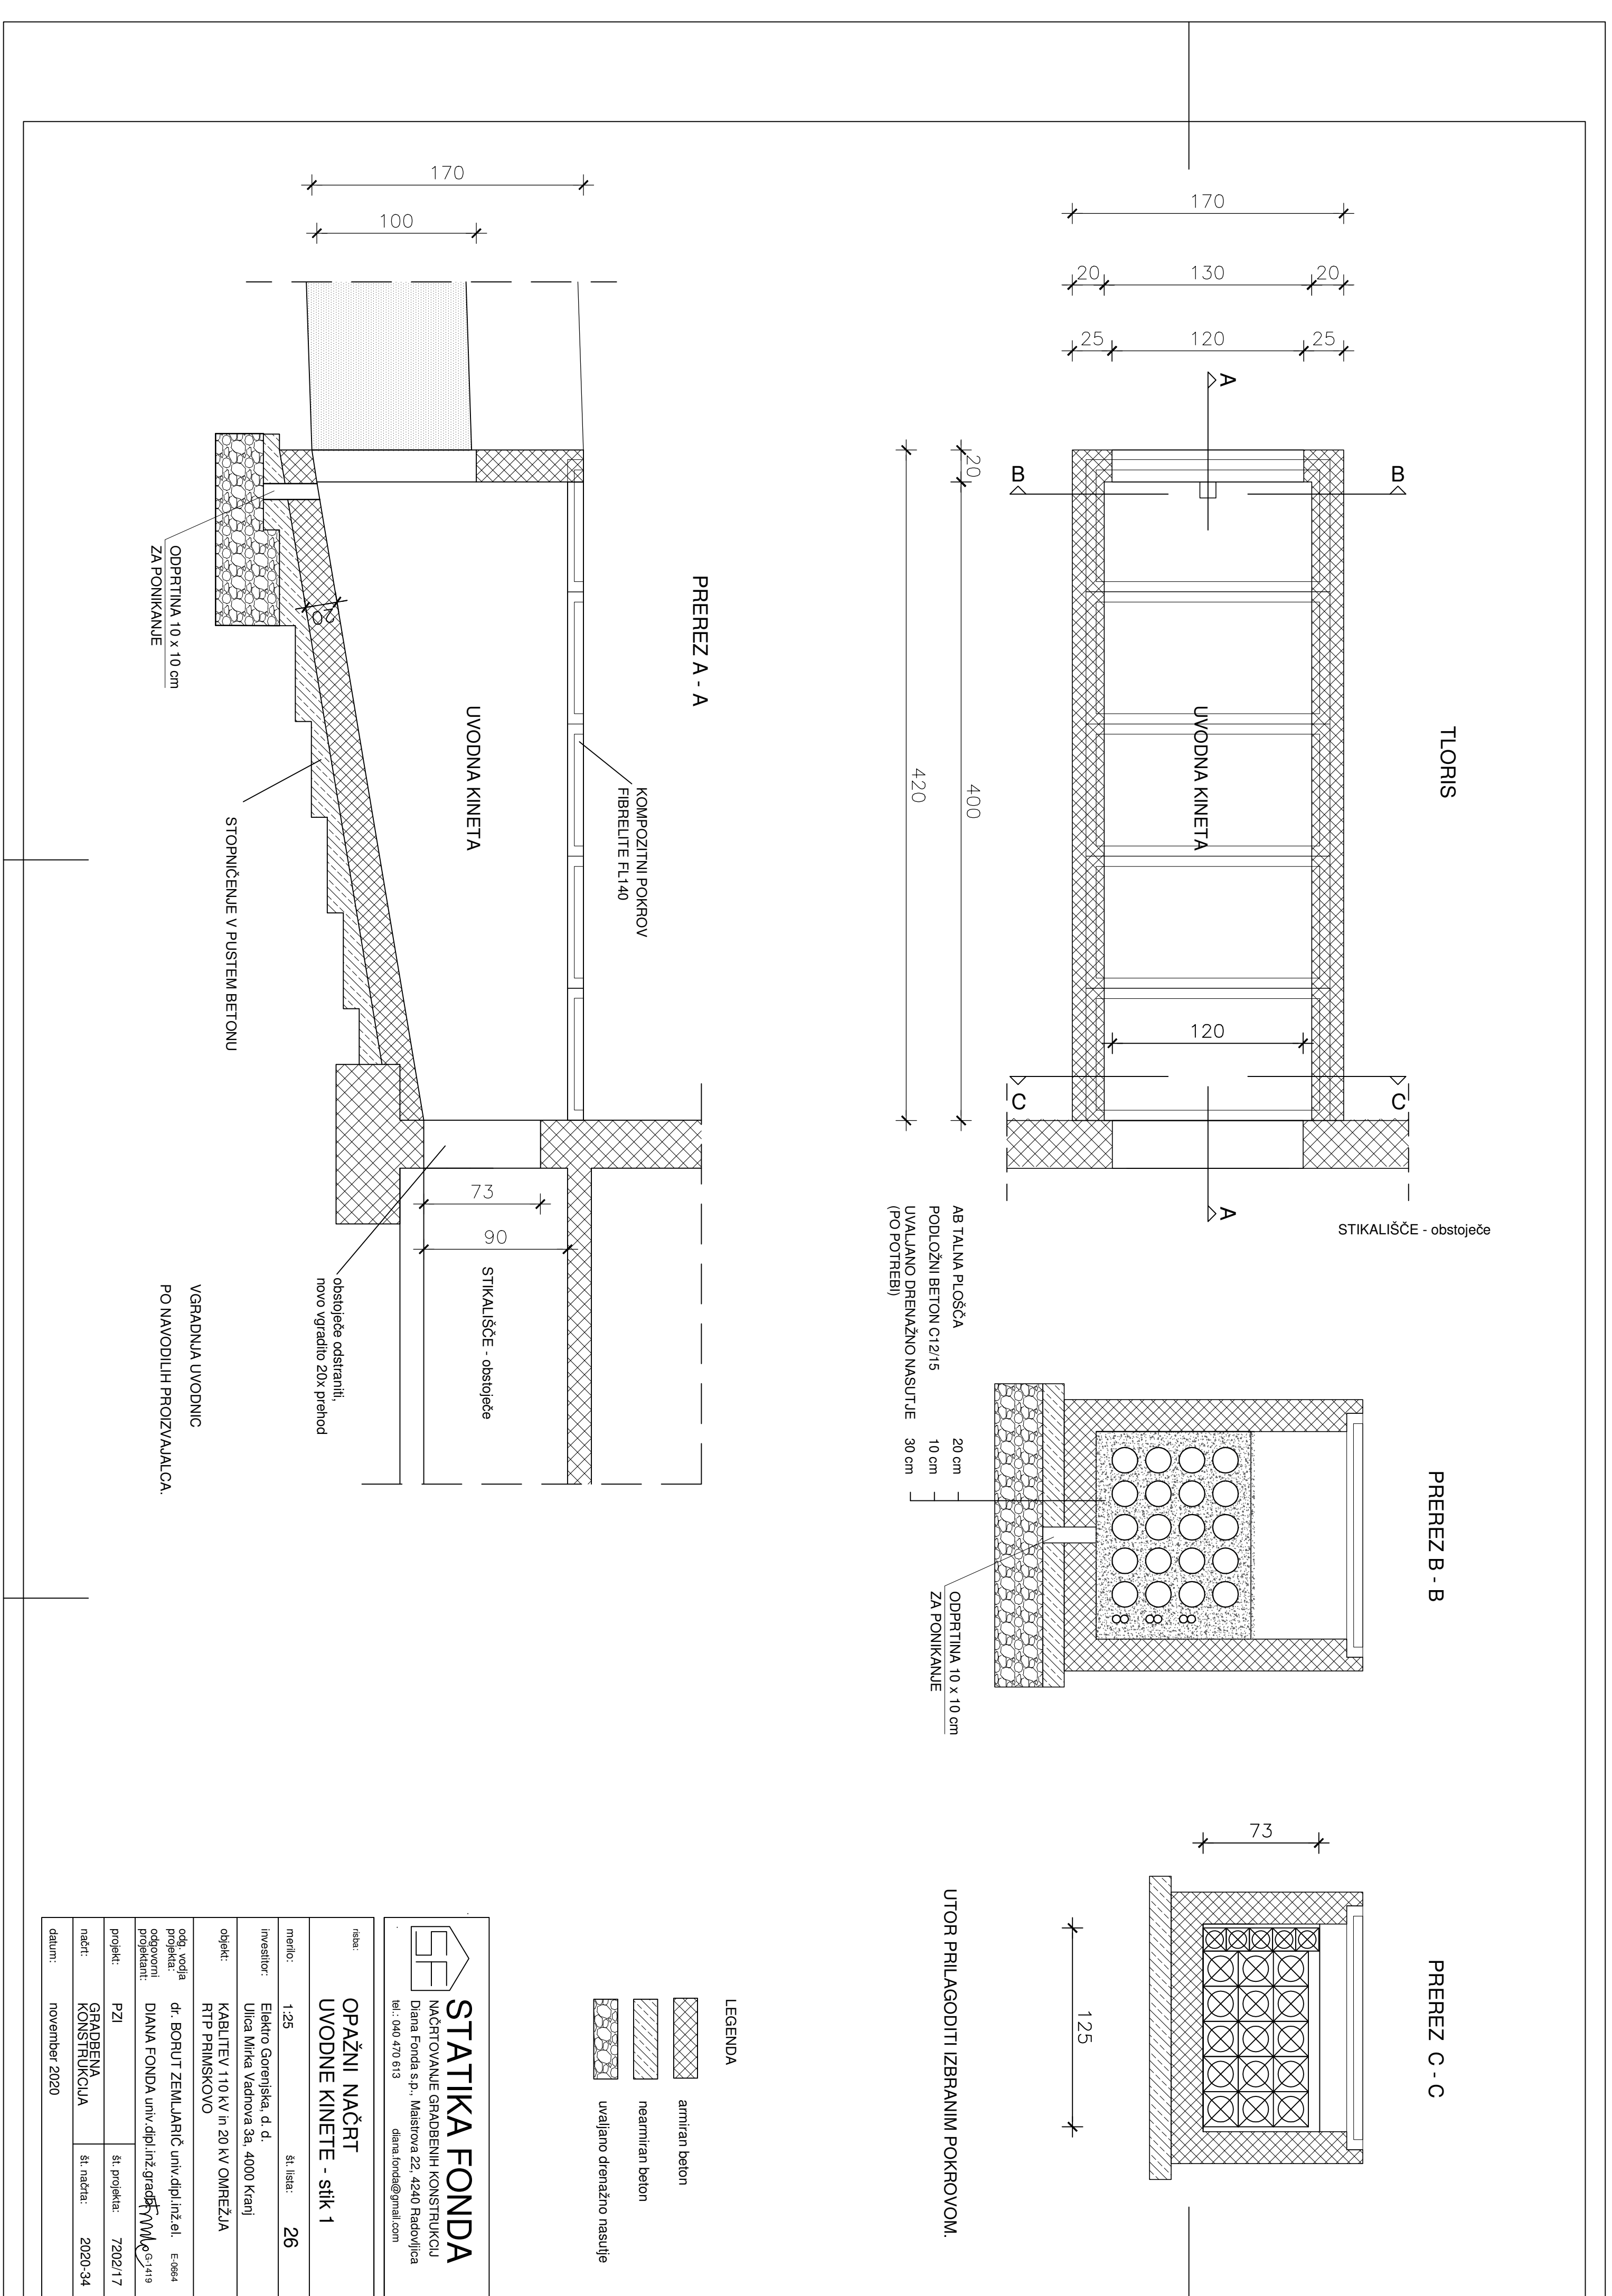 TLORIS
170
20
130
20
25
120
25
A
B
B
20
400
420
UVODNA KINETA
120
C
C
A
STIKALIŠČE - obstoječe
PREREZ B - B
AB TALNA PLOŠČA 20 cm
PODLOŽNI BETON C12/15 10 cm
UVALJANO DRENAŽNO NASUTJE 30 cm
(PO POTREBI)
ODPRTINA 10 x 10 cm
ZA PONIKANJE
PREREZ C - C
73
125
UTOR PRILAGODITI IZBRANIM POKROVOM.
PREREZ A - A
170
100
KOMPOZITNI POKROV
FIBRELITE FL140
UVODNA KINETA
20
ODPRTINA 10 x 10 cm
ZA PONIKANJE
STOPNIČENJE V PUSTEM BETONU
73
90
STIKALIŠČE - obstoječe
obstoječe odstraniti,
novo vgradito 20x prehod
VGRADNJA UVODNIC
PO NAVODILIH PROIZVAJALCA.
LEGENDA
armiran beton
nearmiran beton
uvaljano drenažno nasutje
STATIKA FONDA
NAČRTOVANJE GRADBENIH KONSTRUKCIJ
Diana Fonda s.p., Maistrova 22, 4240 Radovljica
tel.: 040 470 613 diana.fonda@gmail.com
risba: OPAŽNI NAČRT
UVODNE KINETE - stik 1
merilo: 1:25 št. lista: 26
investitor: Elektro Gorenjska, d. d.
Ulica Mirka Vadnova 3a, 4000 Kranj
objekt: KABLITEV 110 kV in 20 kV OMREŽJA
RTP PRIMSKOVO
odg. vodja
projekta: dr. BORUT ZEMLJARIČ univ.dipl.inž.el. E-0664
odgovorni
projektant: DIANA FONDA univ.dipl.inž.gradb. G-1419
projekt: PZI št. projekta: 7202/17
načrt: GRADBENA
KONSTRUKCIJA št. načrta: 2020-34
datum: november 2020